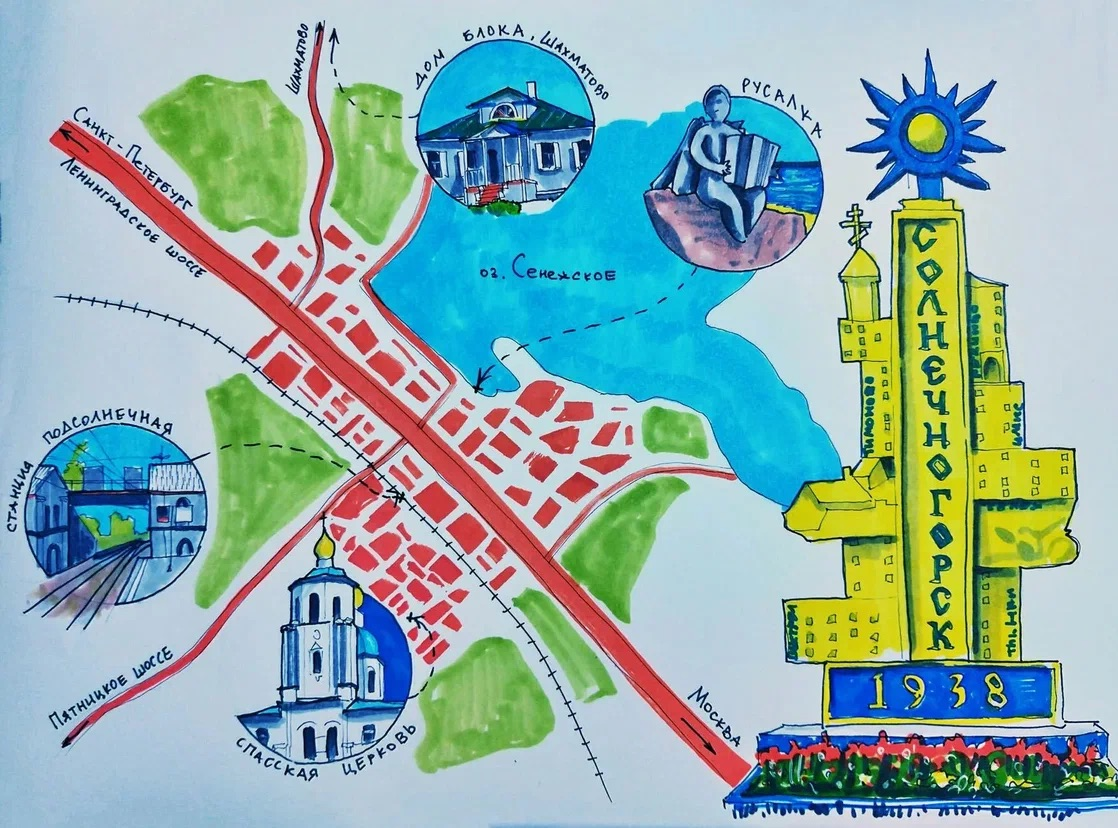 Шахматово
Дом Блока, Шахматово
Русалка
Санкт-Петербург
Ленинградское шоссе
оз. Сенежское
СОЛНЕЧНОГОРСК
Тимоново
Станция
Подсолнечная
Пятницкое шоссе
Спасская церковь
Москва
1938